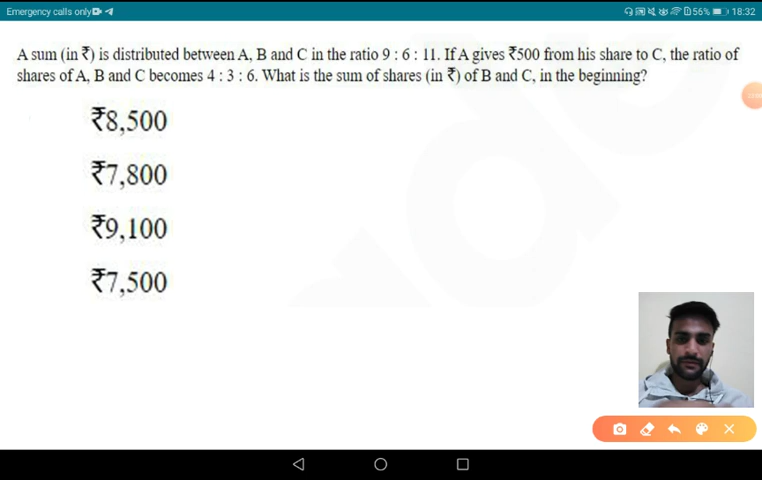 Emergency calls only
56% 18:32
A sum (in ₹) is distributed between A, B and C in the ratio 9 : 6 : 11. If A gives ₹500 from his share to C, the ratio of
shares of A, B and C becomes 4 : 3 : 6. What is the sum of shares (in ₹) of B and C, in the beginning?
₹8,500
₹7,800
₹9,100
₹7,500